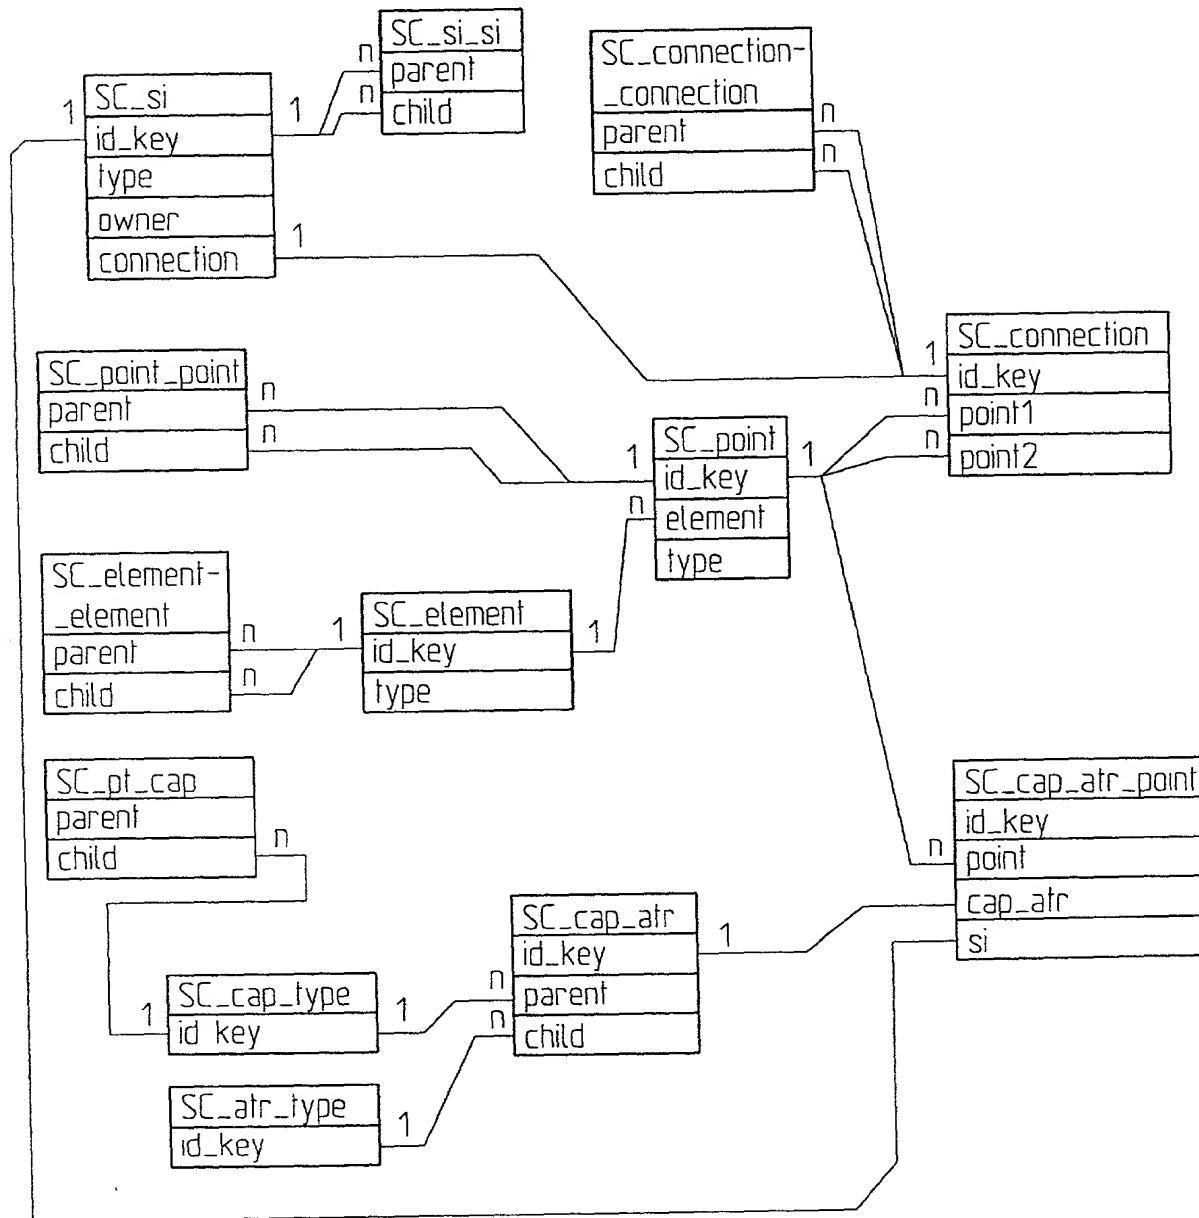 SC_si_si
parent
child
n
n
SC_connection-
_connection
parent
child
n
n
SC_si
id_key
type
owner
connection
1
1
1
SC_connection
id_key
point1
point2
1
n
n
SC_point_point
parent
child
n
n
SC_point
id_key
element
type
1
n
1
SC_element-
_element
parent
child
n
n
SC_element
id_key
type
1
1
SC_pt_cap
parent
child
n
SC_cap_atr_point
id_key
point
cap_atr
si
n
SC_cap_atr
id_key
parent
child
1
n
n
SC_cap_type
id key
1
1
SC_atr_type
id_key
1